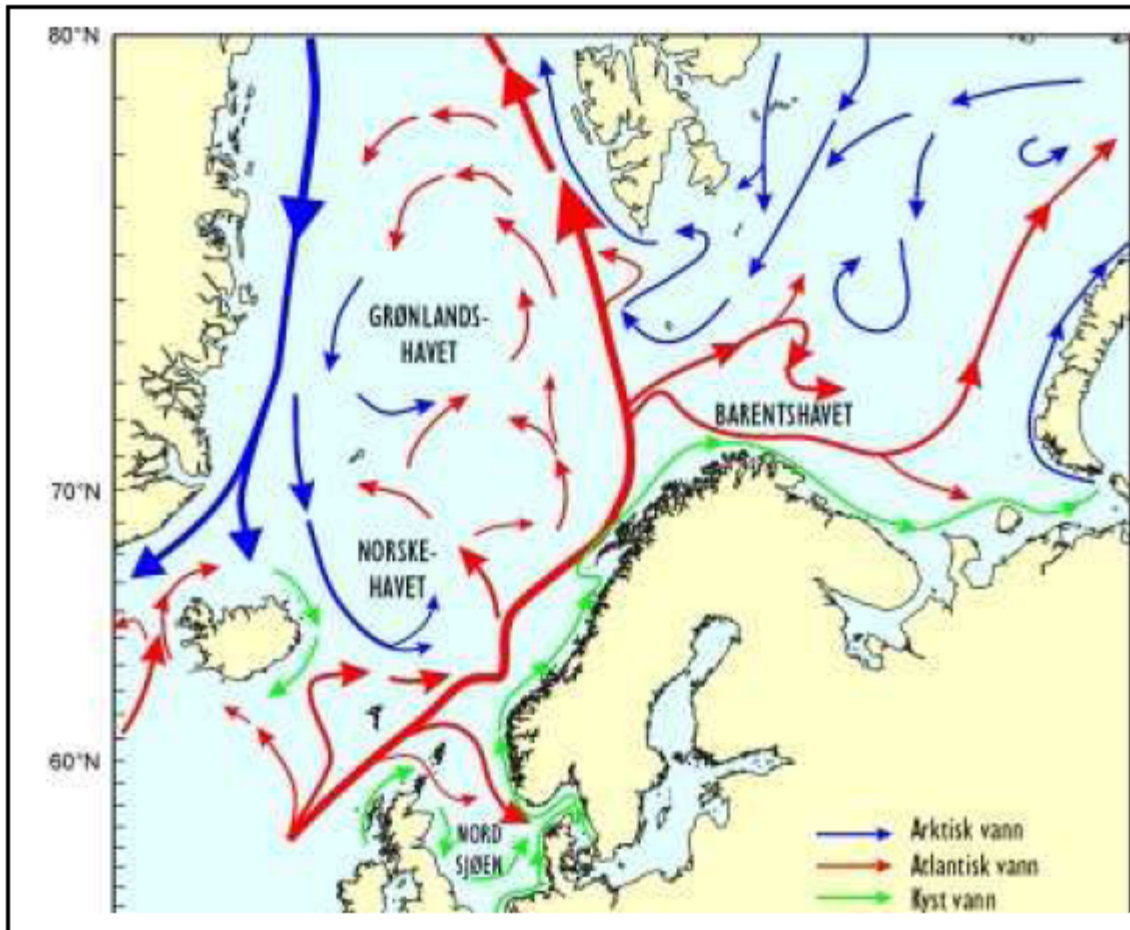 80°N
GRØNLANDS-
HAVET
BARENTSHAVET
70°N
NORSKE-
HAVET
60°N
NORD
SJØEN
Arktisk vann
Atlantisk vann
Kyst vann